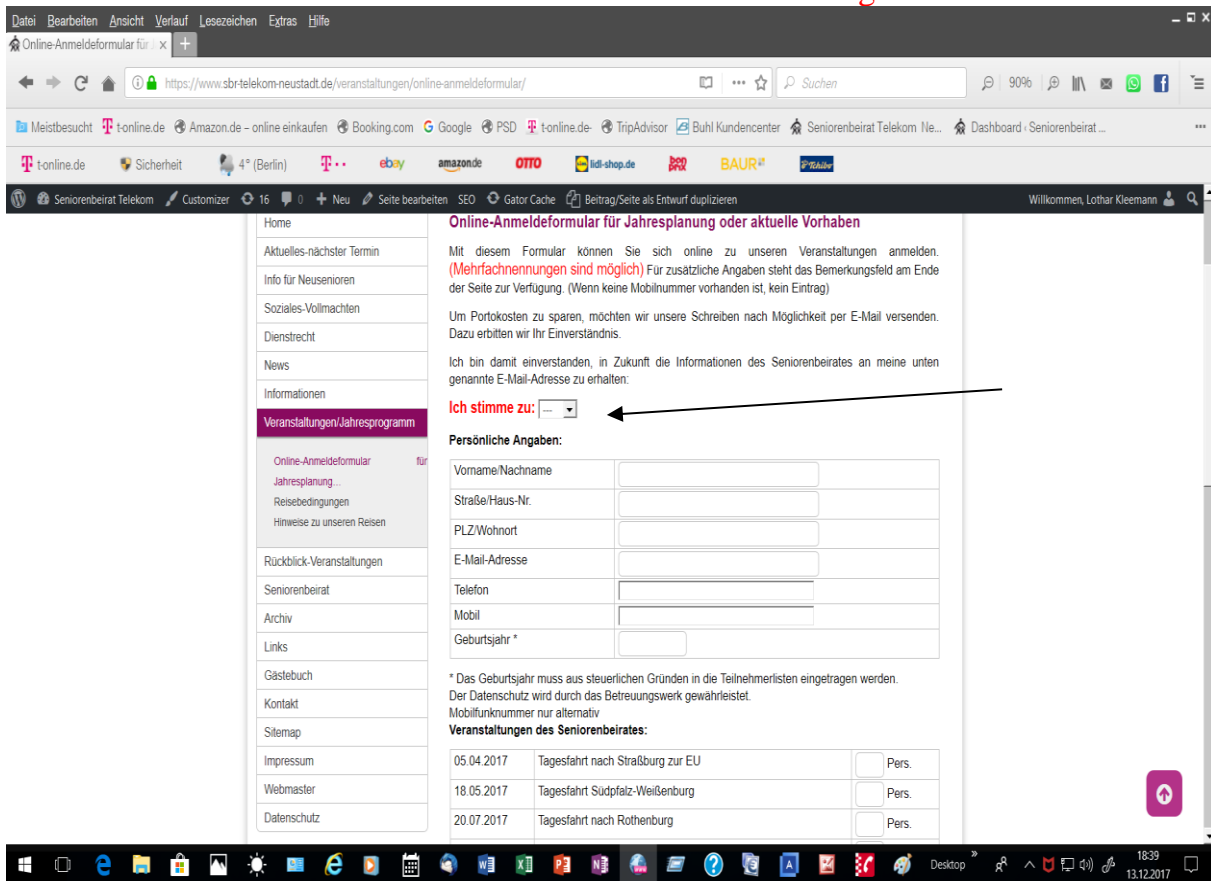 Datei Bearbeiten Ansicht Verlauf Lesezeichen Extras Hilfe
Online-Anmeldeformular für
https://www.sbr-telekom-neustadt.de/veranstaltungen/online-anmeldeformular/
Suchen
90%
Meistbesucht t-online.de Amazon.de – online einkaufen Booking.com Google PSD t-online.de- TripAdvisor Buhl Kundencenter Seniorenbeirat Telekom Ne... Dashboard ‹ Seniorenbeirat ...
t-online.de Sicherheit 4° (Berlin) T·· ebay amazon.de OTTO lidl-shop.de bon prix BAUR Tchibo
Seniorenbeirat Telekom Customizer 16 0 + Neu Seite bearbeiten SEO Gator Cache Beitrag/Seite als Entwurf duplizieren Willkommen, Lothar Kleemann
Home
Aktuelles-nächster Termin
Info für Neusenioren
Soziales-Vollmachten
Dienstrecht
News
Informationen
Veranstaltungen/Jahresprogramm
Online-Anmeldeformular für
Jahresplanung...
Reisebedingungen
Hinweise zu unseren Reisen
Rückblick-Veranstaltungen
Seniorenbeirat
Archiv
Links
Gästebuch
Kontakt
Sitemap
Impressum
Webmaster
Datenschutz
Online-Anmeldeformular für Jahresplanung oder aktuelle Vorhaben
Mit diesem Formular können Sie sich online zu unseren Veranstaltungen anmelden.
(Mehrfachnennungen sind möglich) Für zusätzliche Angaben steht das Bemerkungsfeld am Ende
der Seite zur Verfügung. (Wenn keine Mobilnummer vorhanden ist, kein Eintrag)
Um Portokosten zu sparen, möchten wir unsere Schreiben nach Möglichkeit per E-Mail versenden.
Dazu erbitten wir Ihr Einverständnis.
Ich bin damit einverstanden, in Zukunft die Informationen des Seniorenbeirates an meine unten
genannte E-Mail-Adresse zu erhalten:
Ich stimme zu: ---
Persönliche Angaben:
Vorname/Nachname
Straße/Haus-Nr.
PLZ/Wohnort
E-Mail-Adresse
Telefon
Mobil
Geburtsjahr *
* Das Geburtsjahr muss aus steuerlichen Gründen in die Teilnehmerlisten eingetragen werden.
Der Datenschutz wird durch das Betreuungswerk gewährleistet.
Mobilfunknummer nur alternativ
Veranstaltungen des Seniorenbeirates:
05.04.2017 Tagesfahrt nach Straßburg zur EU Pers.
18.05.2017 Tagesfahrt Südpfalz-Weißenburg Pers.
20.07.2017 Tagesfahrt nach Rothenburg Pers.
Desktop
18:39
13.12.2017